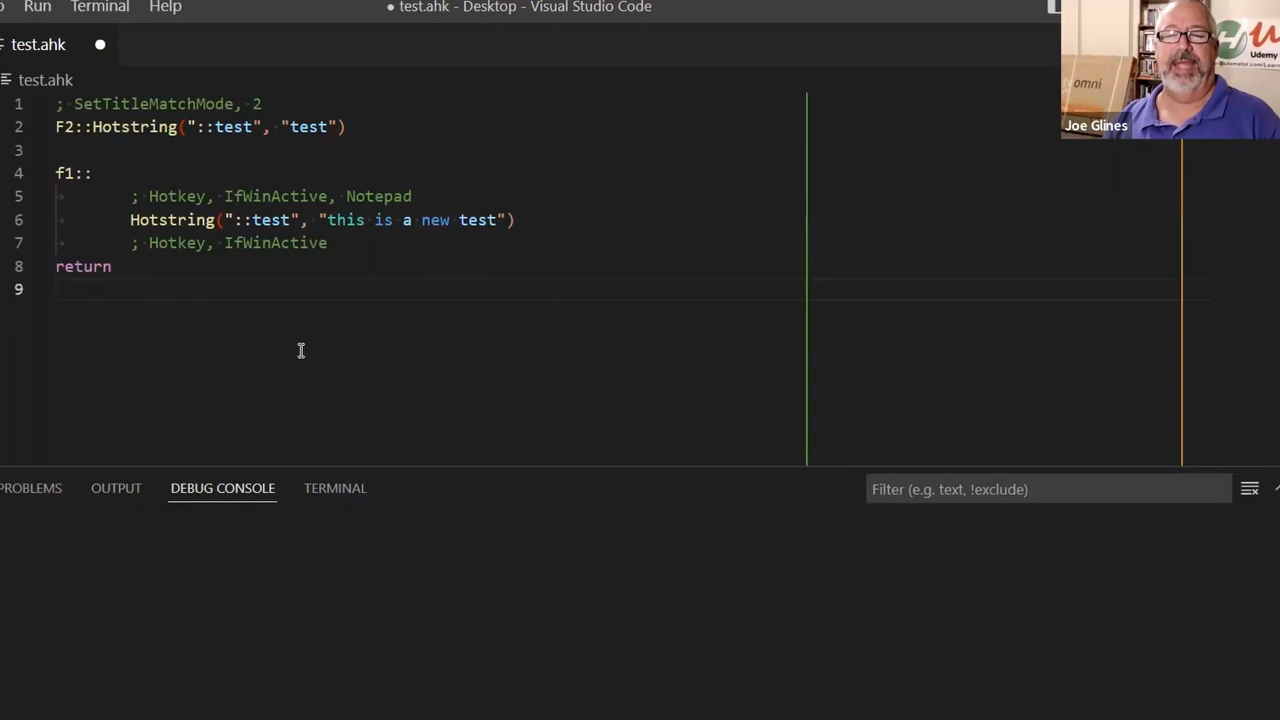 Run Terminal Help ● test.ahk - Desktop - Visual Studio Code
test.ahk
test.ahk
1 ; SetTitleMatchMode, 2
2 F2::Hotstring("::test", "test")
3
4 f1::
5 ; Hotkey, IfWinActive, Notepad
6 Hotstring("::test", "this is a new test")
7 ; Hotkey, IfWinActive
8 return
9
PROBLEMS OUTPUT DEBUG CONSOLE TERMINAL Filter (e.g. text, !exclude)
omni
Udemy
Joe Glines